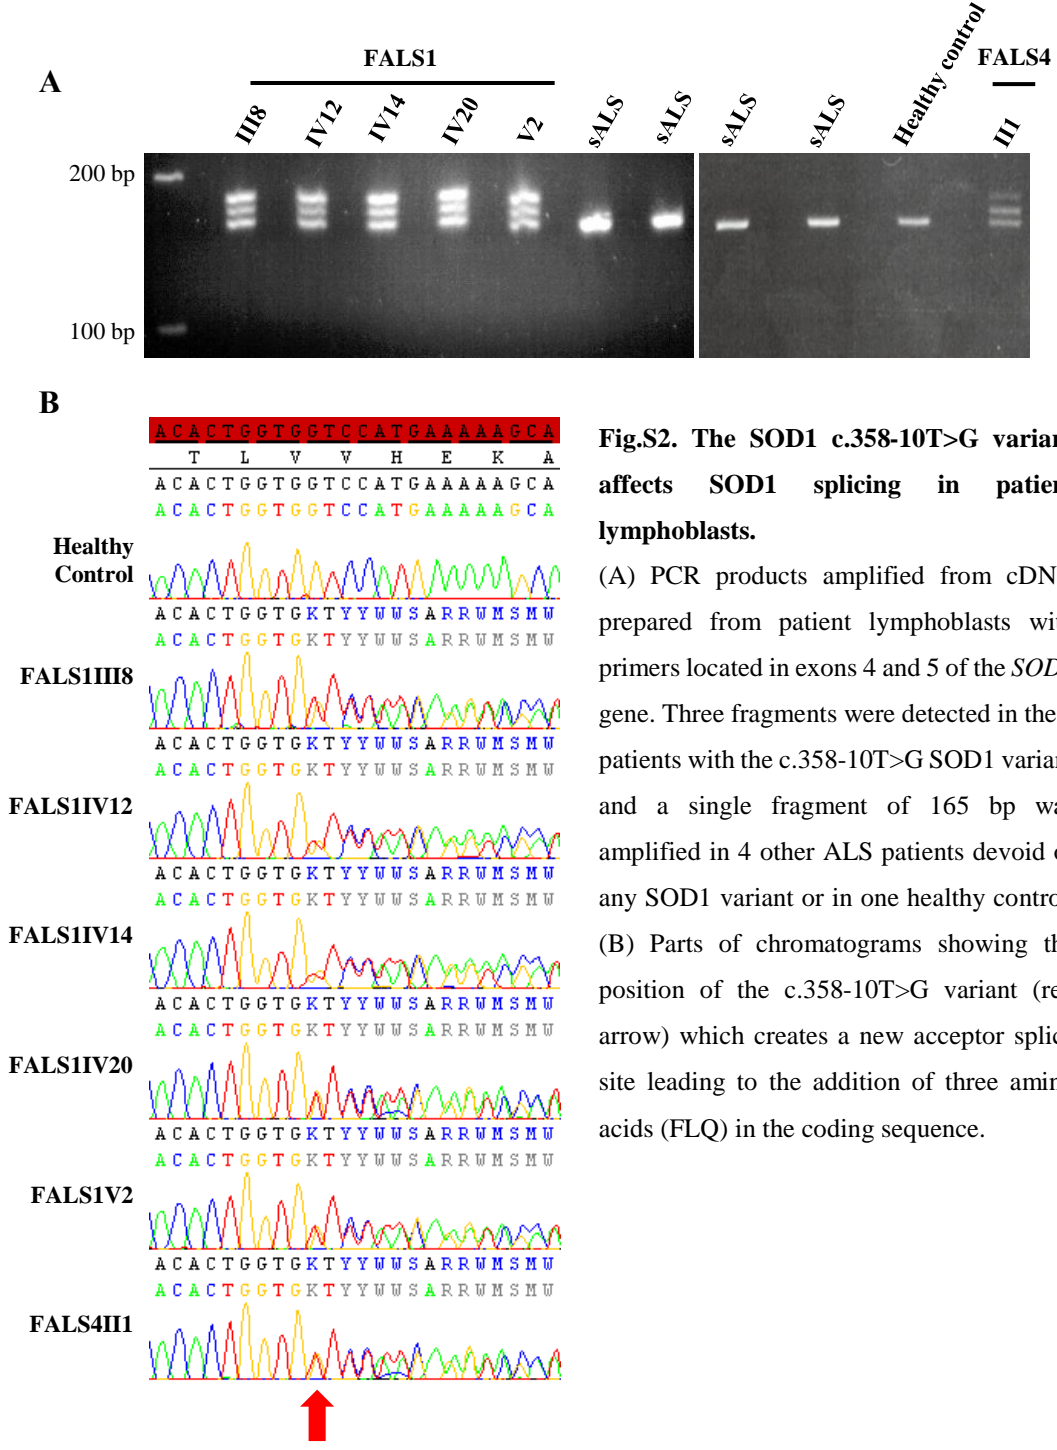 A
FALS1
FALS4
III8
IV12
IV14
IV20
V2
sALS
sALS
sALS
sALS
Healthy control
II1
200 bp
100 bp
B
ACACTGGTGGTCCATGAAAAAGCA
T L V V H E K A
ACACTGGTGGTCCATGAAAAAGCA
ACACTGGTGGTCCATGAAAAAGCA
Healthy
Control
ACACTGGTGKTYYWWSARRWMSMW
ACACTGGTGKTYYWWSARRWMSMW
FALS1III8
ACACTGGTGKTYYWWSARRWMSMW
ACACTGGTGKTYYWWSARRWMSMW
FALS1IV12
ACACTGGTGKTYYWWSARRWMSMW
ACACTGGTGKTYYWWSARRWMSMW
FALS1IV14
ACACTGGTGKTYYWWSARRWMSMW
ACACTGGTGKTYYWWSARRWMSMW
FALS1IV20
ACACTGGTGKTYYWWSARRWMSMW
ACACTGGTGKTYYWWSARRWMSMW
FALS1V2
ACACTGGTGKTYYWWSARRWMSMW
ACACTGGTGKTYYWWSARRWMSMW
FALS4II1
Fig.S2. The SOD1 c.358-10T>G varian
affects SOD1 splicing in patien
lymphoblasts.
(A) PCR products amplified from cDN
prepared from patient lymphoblasts wit
primers located in exons 4 and 5 of the SOD
gene. Three fragments were detected in the
patients with the c.358-10T>G SOD1 varian
and a single fragment of 165 bp wa
amplified in 4 other ALS patients devoid o
any SOD1 variant or in one healthy contro
(B) Parts of chromatograms showing th
position of the c.358-10T>G variant (re
arrow) which creates a new acceptor splic
site leading to the addition of three amin
acids (FLQ) in the coding sequence.